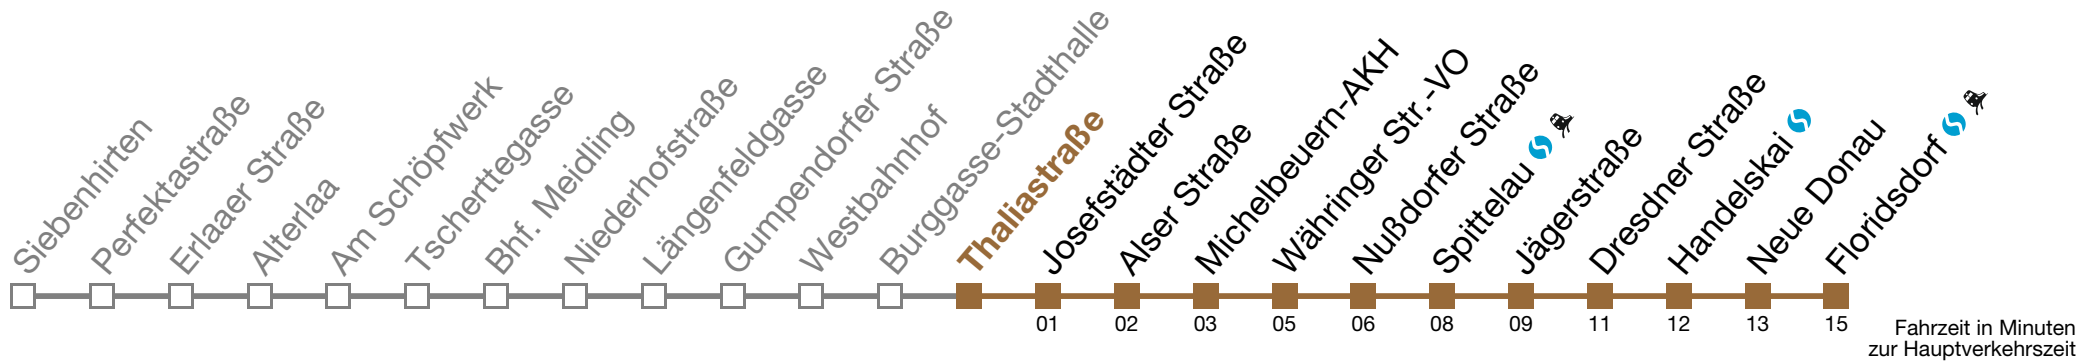 Siebenhirten
Perfektastraße
Erlaaer Straße
Alterlaa
Am Schöpfwerk
Tscherttegasse
Bhf. Meidling
Niederhofstraße
Längenfeldgasse
Gumpendorfer Straße
Westbahnhof
Burggasse-Stadthalle
Thaliastraße
Josefstädter Straße
Alser Straße
Michelbeuern-AKH
Währinger Str.-VO
Nußdorfer Straße
Spittelau
Jägerstraße
Dresdner Straße
Handelskai
Neue Donau
Floridsdorf
01 02 03 05 06 08 09 11 12 13 15
Fahrzeit in Minuten
zur Hauptverkehrszeit